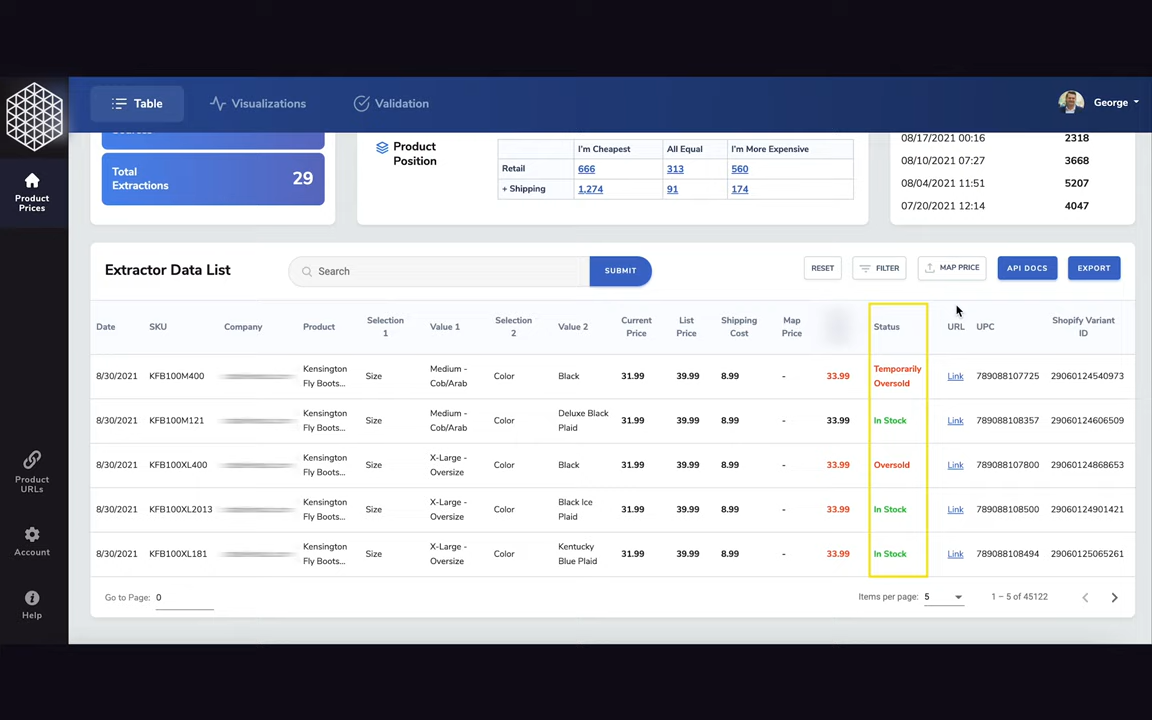 Table
Visualizations
Validation
George
Product Prices
Product URLs
Account
Help
Total Extractions
29
Product Position
I'm Cheapest All Equal I'm More Expensive
Retail 666 313 560
+ Shipping 1,274 91 174
08/17/2021 00:16 2318
08/10/2021 07:27 3668
08/04/2021 11:51 5207
07/20/2021 12:14 4047
Extractor Data List
Search
SUBMIT
RESET
FILTER
MAP PRICE
API DOCS
EXPORT
Date SKU Company Product Selection 1 Value 1 Selection 2 Value 2 Current Price List Price Shipping Cost Map Price Status URL UPC Shopify Variant ID
8/30/2021 KFB100M400 Kensington Fly Boots... Size Medium - Cob/Arab Color Black 31.99 39.99 8.99 - 33.99 Temporarily Oversold Link 789088107725 29060124540973
8/30/2021 KFB100M121 Kensington Fly Boots... Size Medium - Cob/Arab Color Deluxe Black Plaid 31.99 39.99 8.99 - 33.99 In Stock Link 789088108357 29060124606509
8/30/2021 KFB100XL400 Kensington Fly Boots... Size X-Large - Oversize Color Black 31.99 39.99 8.99 - 33.99 Oversold Link 789088107800 29060124868653
8/30/2021 KFB100XL2013 Kensington Fly Boots... Size X-Large - Oversize Color Black Ice Plaid 31.99 39.99 8.99 - 33.99 In Stock Link 789088108500 29060124901421
8/30/2021 KFB100XL181 Kensington Fly Boots... Size X-Large - Oversize Color Kentucky Blue Plaid 31.99 39.99 8.99 - 33.99 In Stock Link 789088108494 29060125065261
Go to Page: 0
Items per page: 5
1 – 5 of 45122